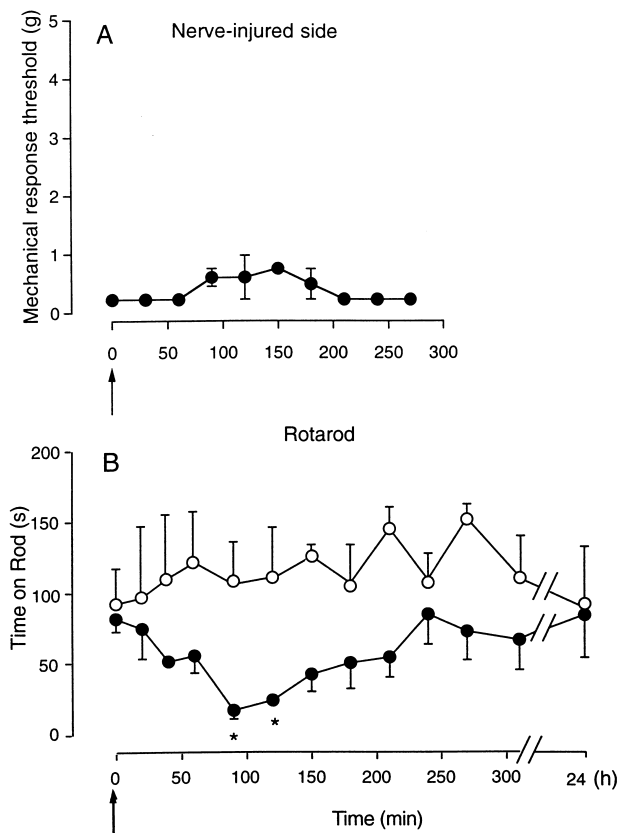 A
Nerve-injured side
Mechanical response threshold (g)
5
4
3
2
1
0
0 50 100 150 200 250 300
Rotarod
B
Time on Rod (s)
200
150
100
50
0
* *
0 50 100 150 200 250 300 24 (h)
Time (min)